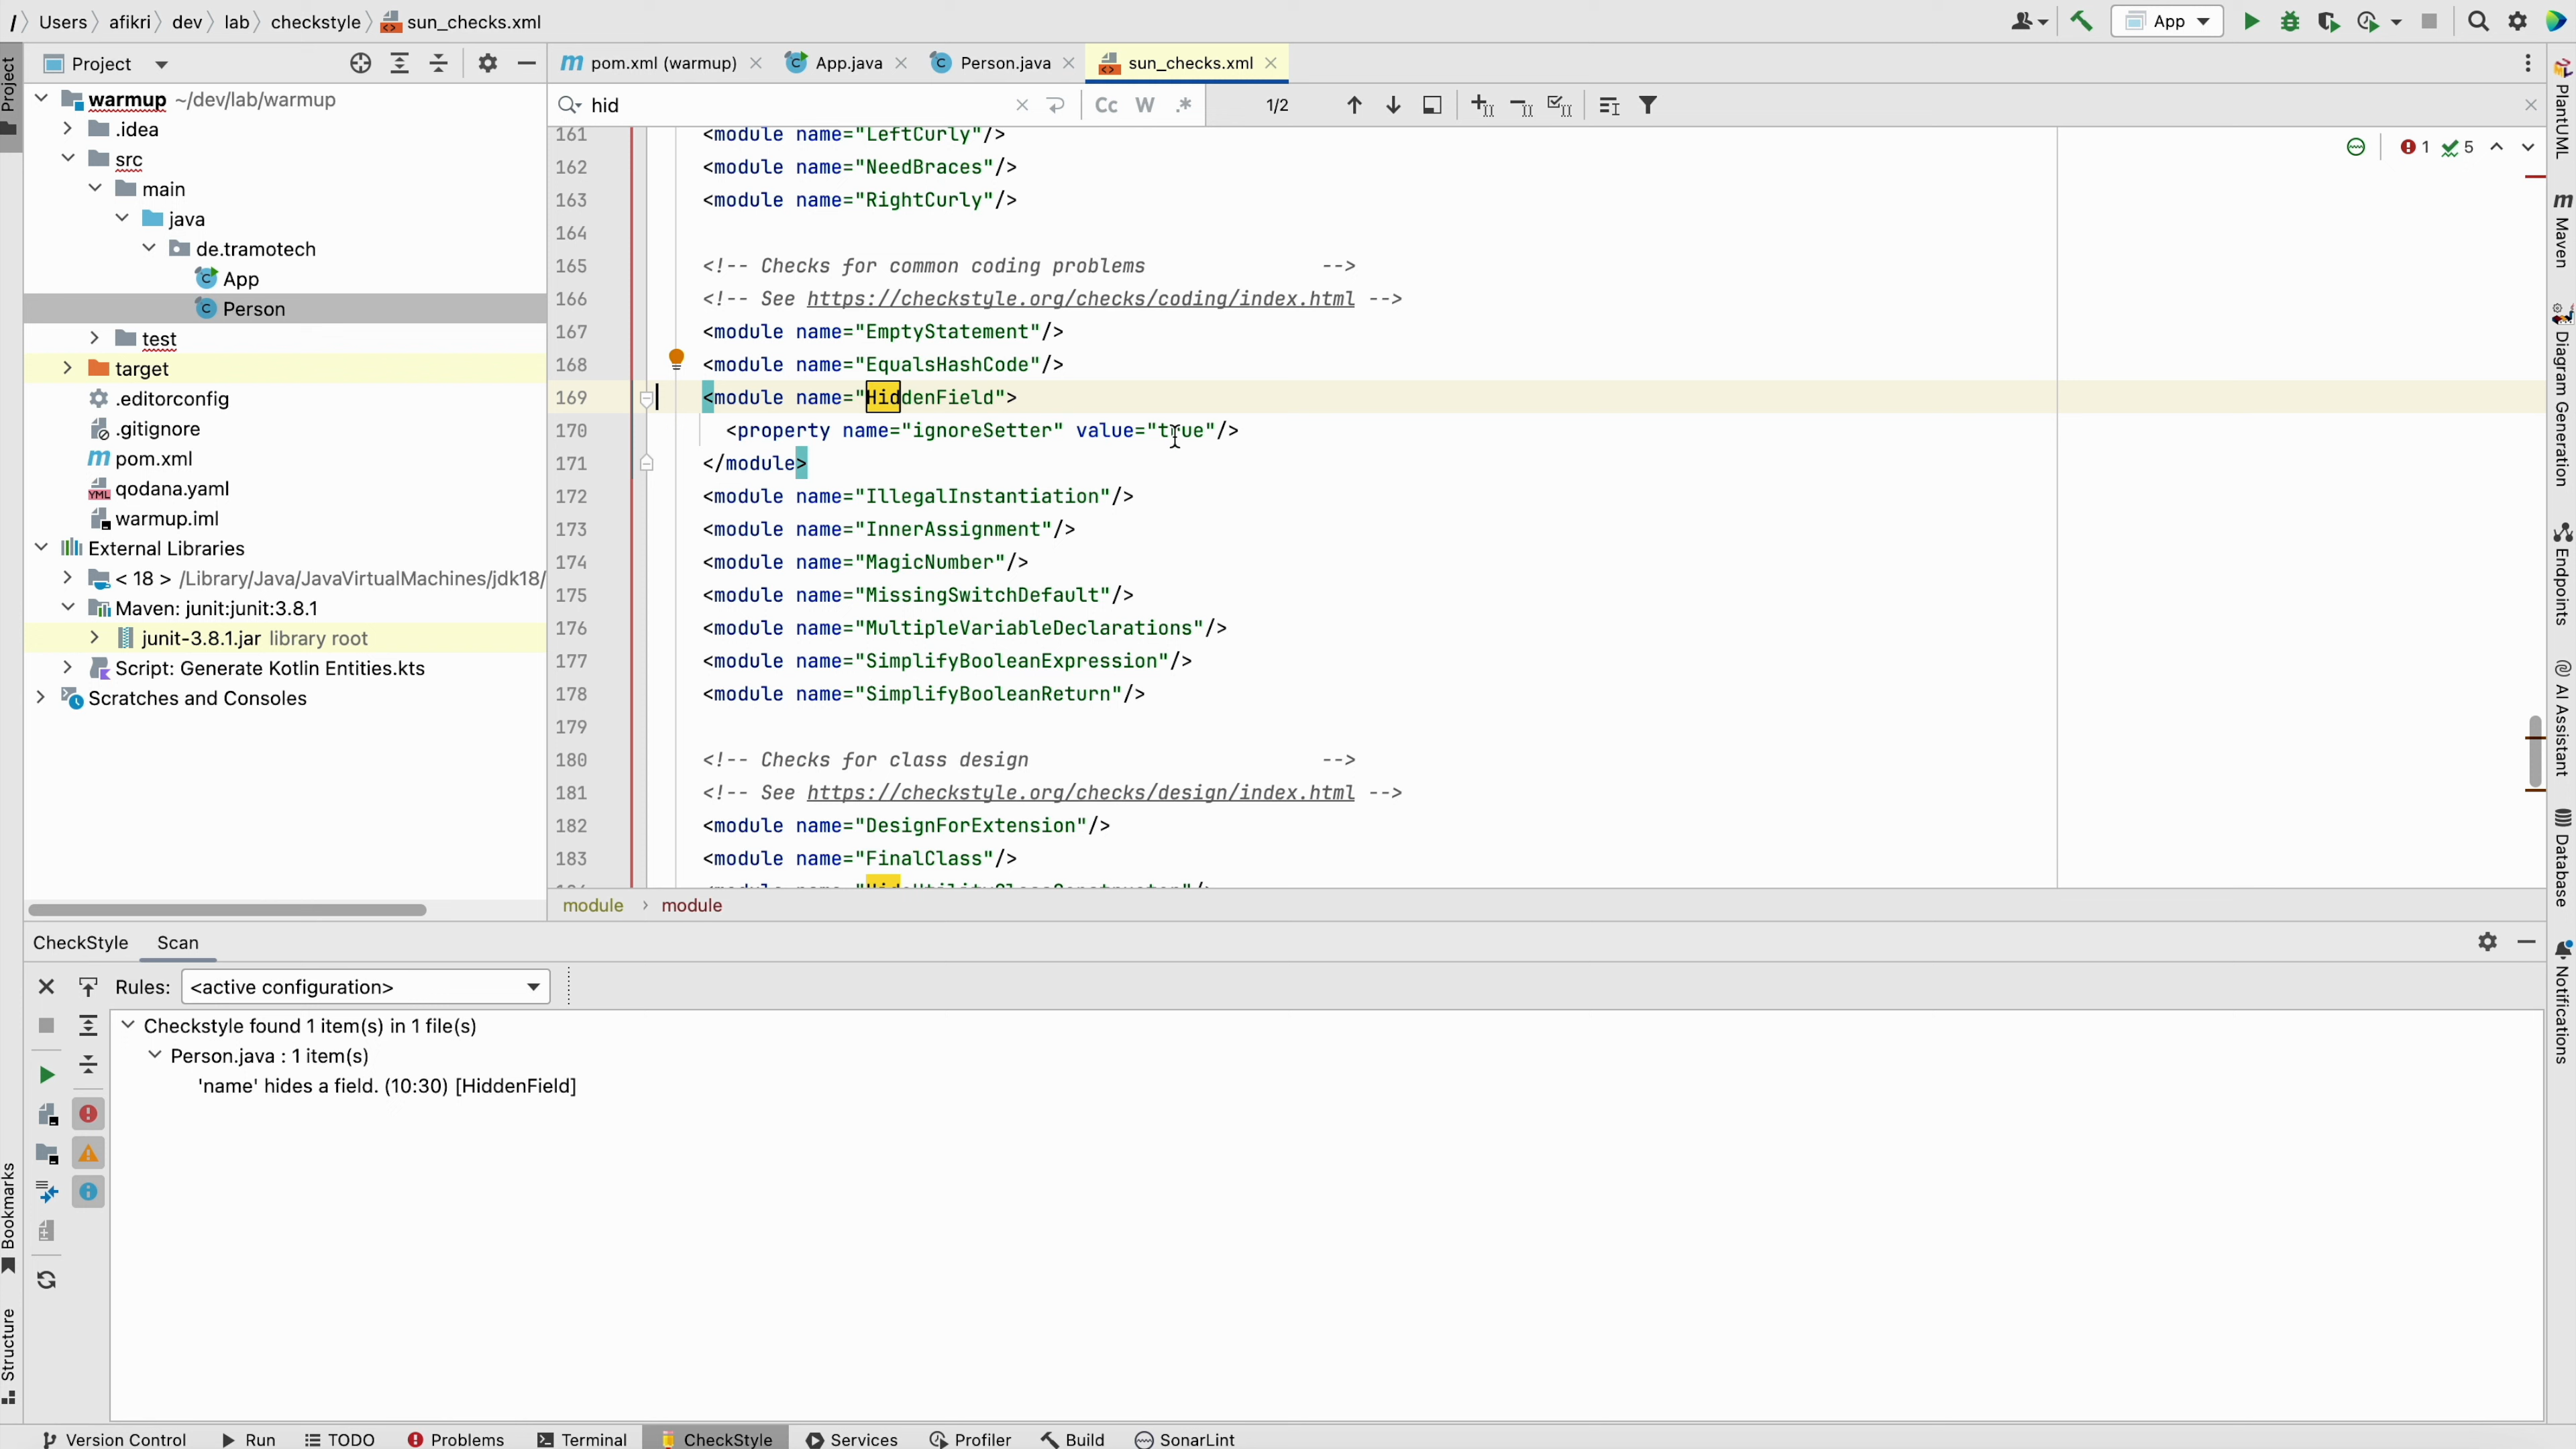 / Users afikri dev lab checkstyle sun_checks.xml
App
Project
pom.xml (warmup) App.java Person.java sun_checks.xml
hid Cc W .* 1/2
warmup ~/dev/lab/warmup
.idea
src
main
java
de.tramotech
App
Person
test
target
.editorconfig
.gitignore
pom.xml
qodana.yaml
warmup.iml
External Libraries
< 18 > /Library/Java/JavaVirtualMachines/jdk18/
Maven: junit:junit:3.8.1
junit-3.8.1.jar library root
Script: Generate Kotlin Entities.kts
Scratches and Consoles
1 5
161 <module name="LeftCurly"/>
162 <module name="NeedBraces"/>
163 <module name="RightCurly"/>
164
165 <!-- Checks for common coding problems -->
166 <!-- See https://checkstyle.org/checks/coding/index.html -->
167 <module name="EmptyStatement"/>
168 <module name="EqualsHashCode"/>
169 <module name="HiddenField">
170 <property name="ignoreSetter" value="true"/>
171 </module>
172 <module name="IllegalInstantiation"/>
173 <module name="InnerAssignment"/>
174 <module name="MagicNumber"/>
175 <module name="MissingSwitchDefault"/>
176 <module name="MultipleVariableDeclarations"/>
177 <module name="SimplifyBooleanExpression"/>
178 <module name="SimplifyBooleanReturn"/>
179
180 <!-- Checks for class design -->
181 <!-- See https://checkstyle.org/checks/design/index.html -->
182 <module name="DesignForExtension"/>
183 <module name="FinalClass"/>
module › module
CheckStyle Scan
Rules: <active configuration>
Checkstyle found 1 item(s) in 1 file(s)
Person.java : 1 item(s)
'name' hides a field. (10:30) [HiddenField]
Version Control Run TODO Problems Terminal CheckStyle Services Profiler Build SonarLint
Project
Bookmarks
Structure
PlantUML
Maven
Diagram Generation
Endpoints
AI Assistant
Database
Notifications